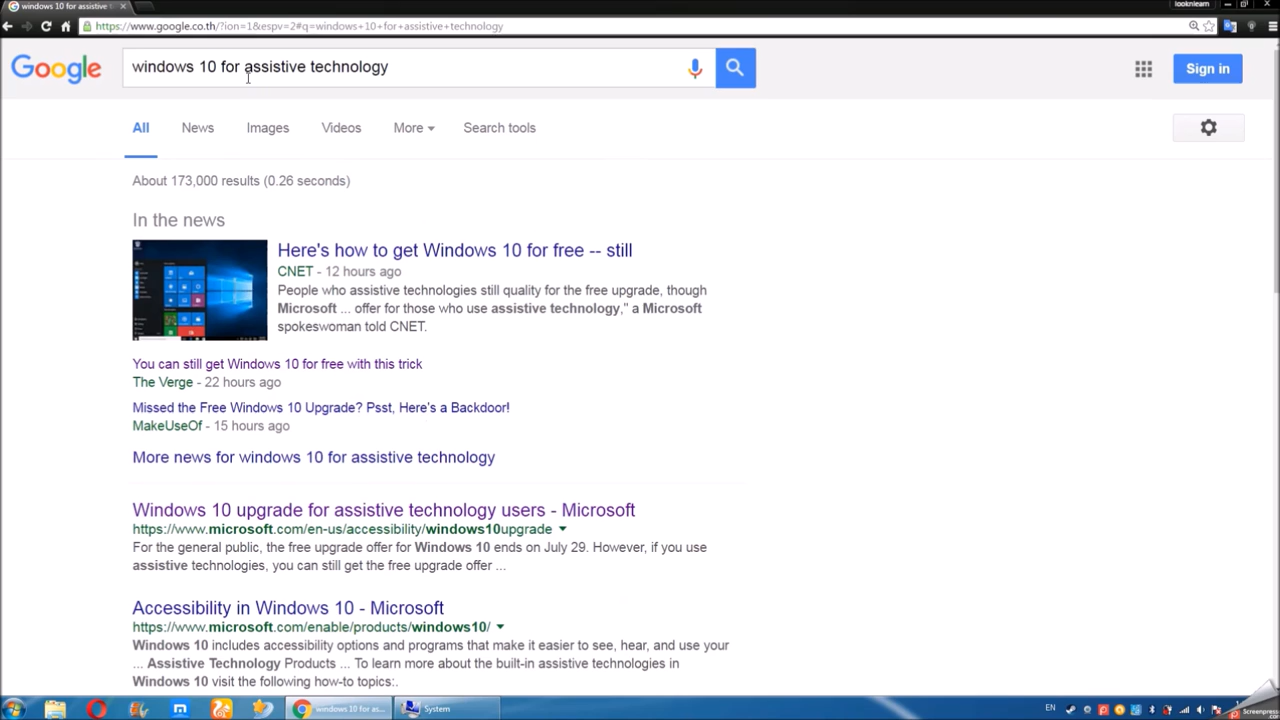 windows 10 for assistive
looknlearn
https://www.google.co.th/?ion=1&espv=2#q=windows+10+for+assistive+technology
Google
windows 10 for assistive technology
Sign in
All News Images Videos More Search tools
About 173,000 results (0.26 seconds)
In the news
Here's how to get Windows 10 for free -- still
CNET - 12 hours ago
People who assistive technologies still quality for the free upgrade, though
Microsoft ... offer for those who use assistive technology," a Microsoft
spokeswoman told CNET.
You can still get Windows 10 for free with this trick
The Verge - 22 hours ago
Missed the Free Windows 10 Upgrade? Psst, Here's a Backdoor!
MakeUseOf - 15 hours ago
More news for windows 10 for assistive technology
Windows 10 upgrade for assistive technology users - Microsoft
https://www.microsoft.com/en-us/accessibility/windows10upgrade
For the general public, the free upgrade offer for Windows 10 ends on July 29. However, if you use
assistive technologies, you can still get the free upgrade offer ...
Accessibility in Windows 10 - Microsoft
https://www.microsoft.com/enable/products/windows10/
Windows 10 includes accessibility options and programs that make it easier to see, hear, and use your
... Assistive Technology Products ... To learn more about the built-in assistive technologies in
Windows 10 visit the following how-to topics:.
windows 10 for as...
System
EN
Screenpresso